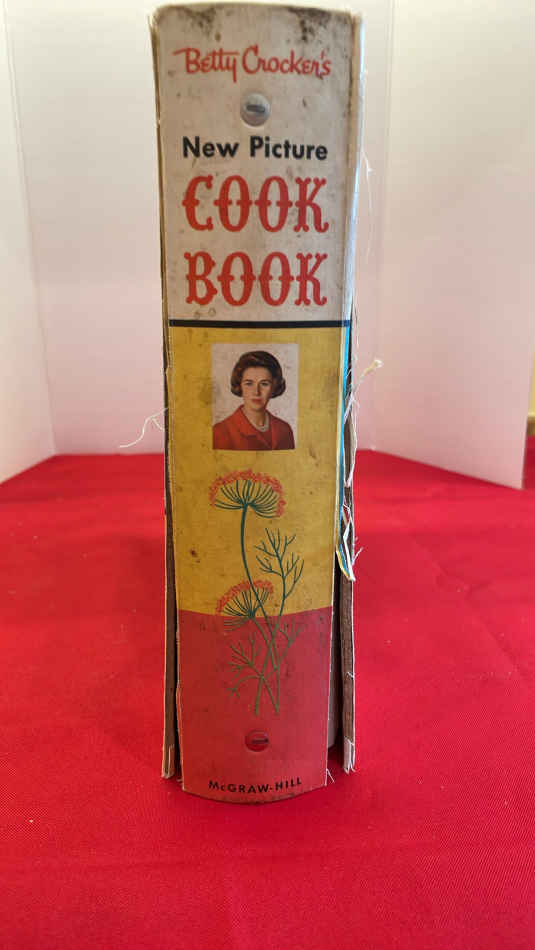 Betty Crocker's
New Picture
COOK
BOOK
McGRAW-HILL